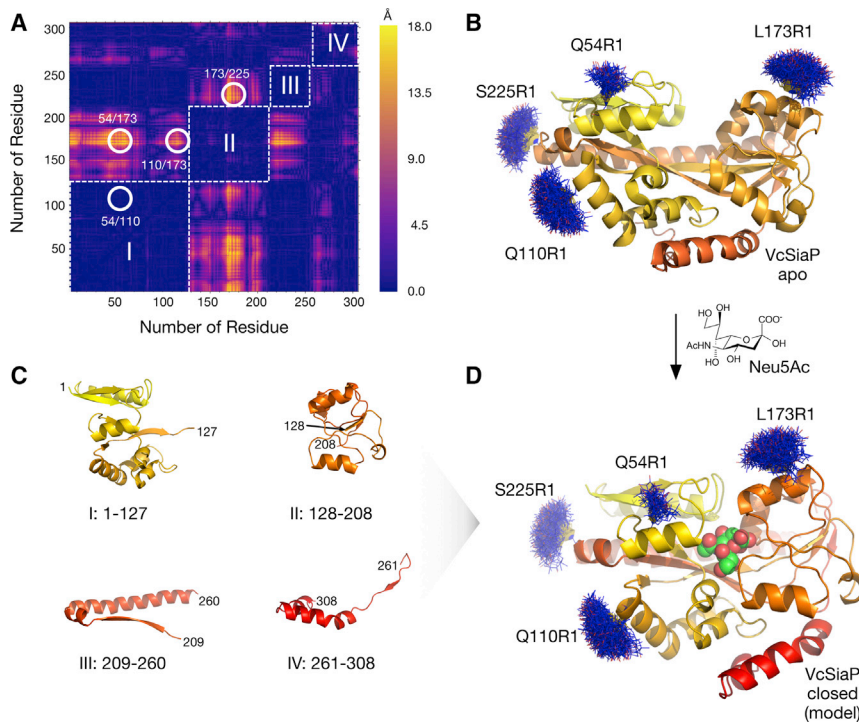 A
Å
Number of Residue
300
250
200
150
100
50
50
100
150
200
250
300
Number of Residue
18.0
13.5
9.0
4.5
0.0
I
II
III
IV
173/225
54/173
110/173
54/110
B
L173R1
Q54R1
S225R1
Q110R1
VcSiaP
apo
OH
HO
OH
COO-
O
OH
AcHN
OH
OH
Neu5Ac
C
1
127
I: 1-127
128
208
II: 128-208
260
209
III: 209-260
261
308
IV: 261-308
D
L173R1
Q54R1
S225R1
Q110R1
VcSiaP
closed
(model)